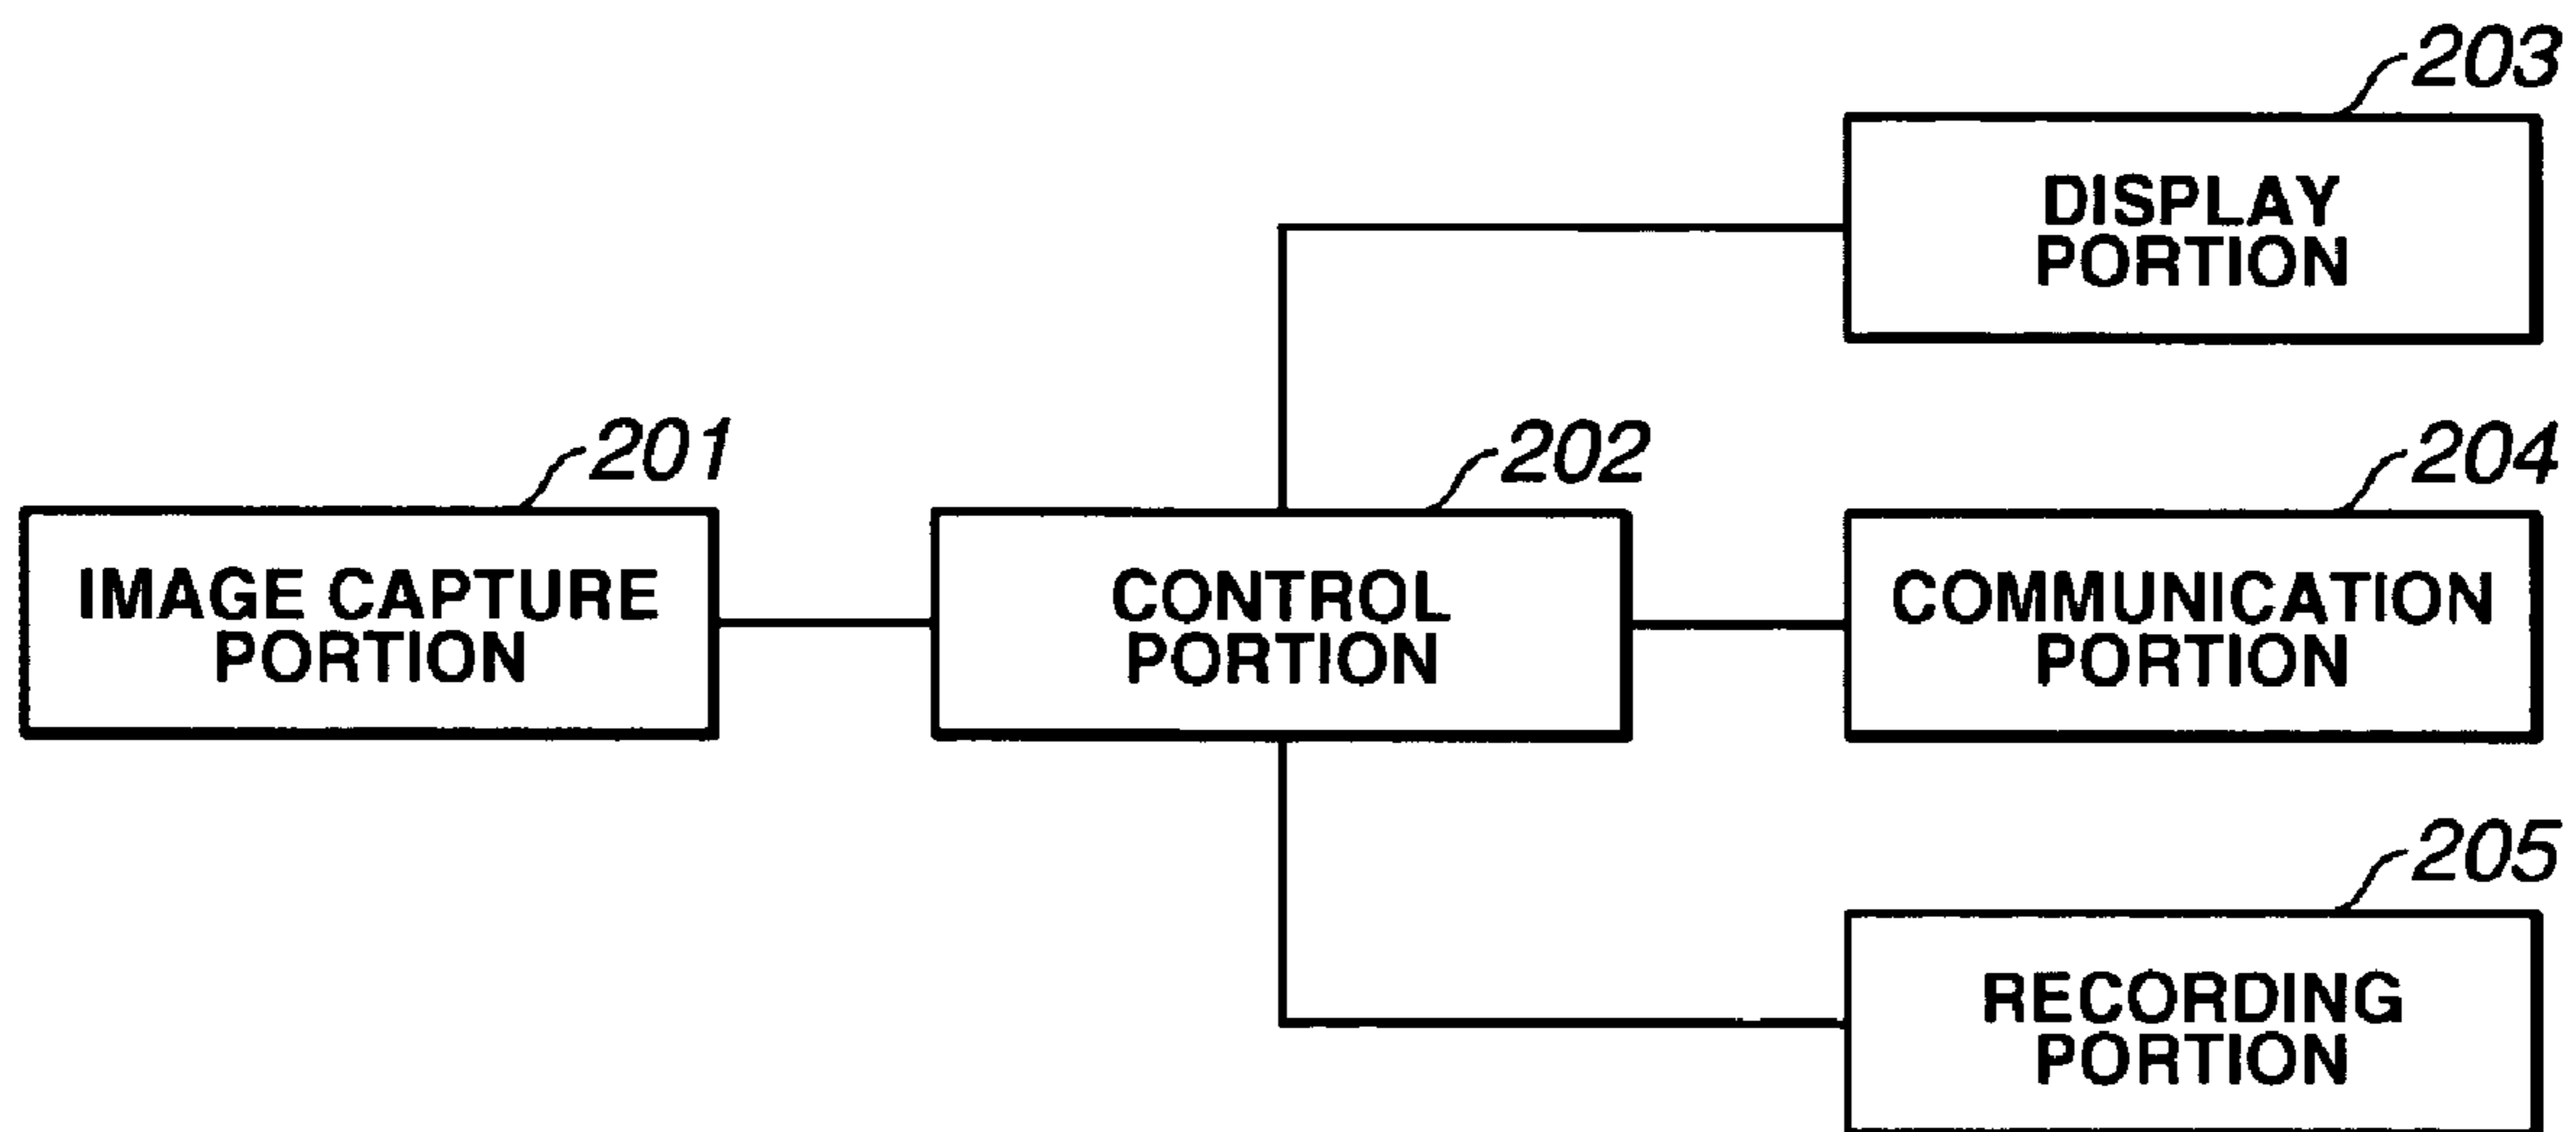 203
DISPLAY
PORTION
201
IMAGE CAPTURE
PORTION
202
CONTROL
PORTION
204
COMMUNICATION
PORTION
205
RECORDING
PORTION